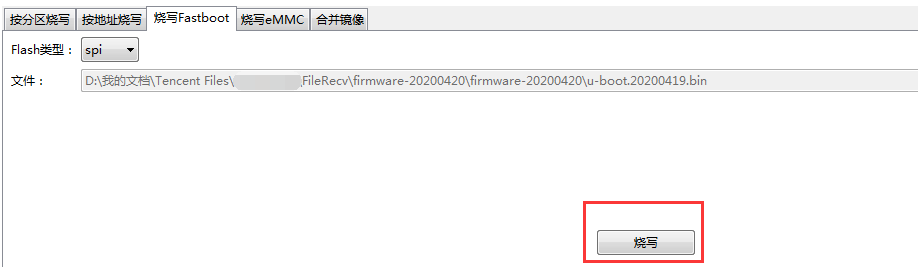 按分区烧写 按地址烧写 烧写Fastboot 烧写eMMC 合并镜像
Flash类型： spi
文件： D:\我的文档\Tencent Files\ \FileRecv\firmware-20200420\firmware-20200420\u-boot.20200419.bin
烧写